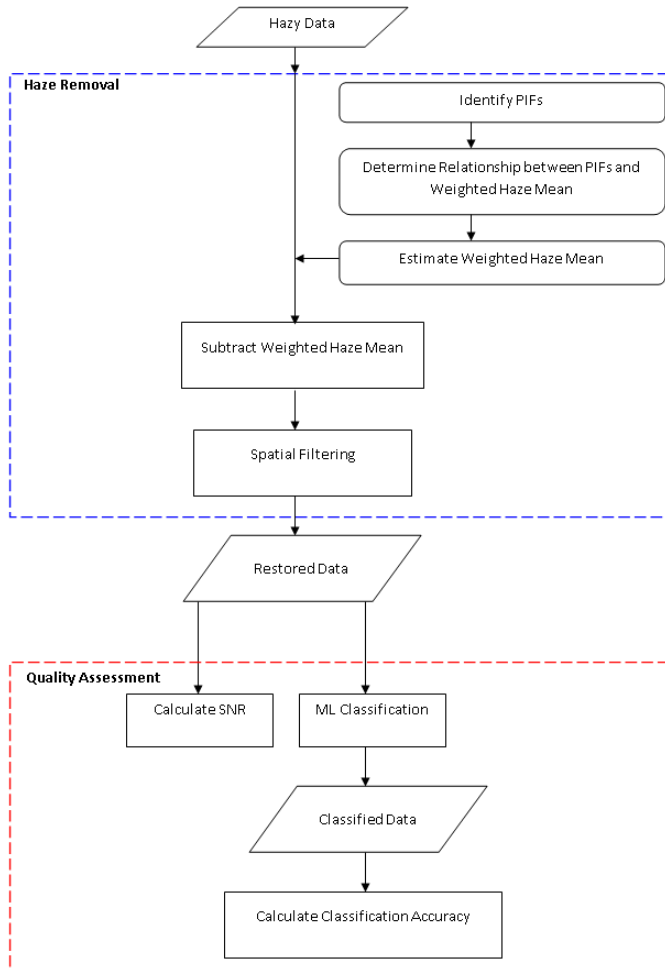 Hazy Data
Haze Removal
Identify PIFs
Determine Relationship between PIFs and
Weighted Haze Mean
Estimate Weighted Haze Mean
Subtract Weighted Haze Mean
Spatial Filtering
Restored Data
Quality Assessment
Calculate SNR
ML Classification
Classified Data
Calculate Classification Accuracy